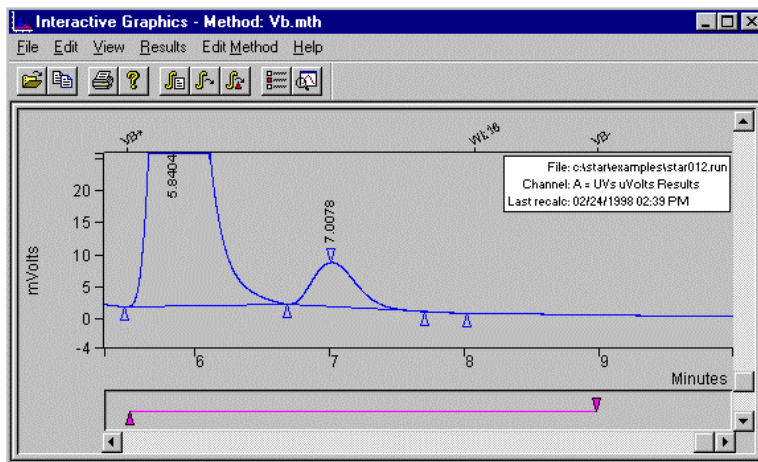 Interactive Graphics - Method: Vb.mth
File Edit View Results Edit Method Help
VB+ WI:16 VB-
File: c:\star\examples\star012.run
Channel: A = UVs uVolts Results
Last recalc: 02/24/1998 02:39 PM
5.8404
7.0078
mVolts
20
15
10
5
0
-4
6 7 8 9
Minutes